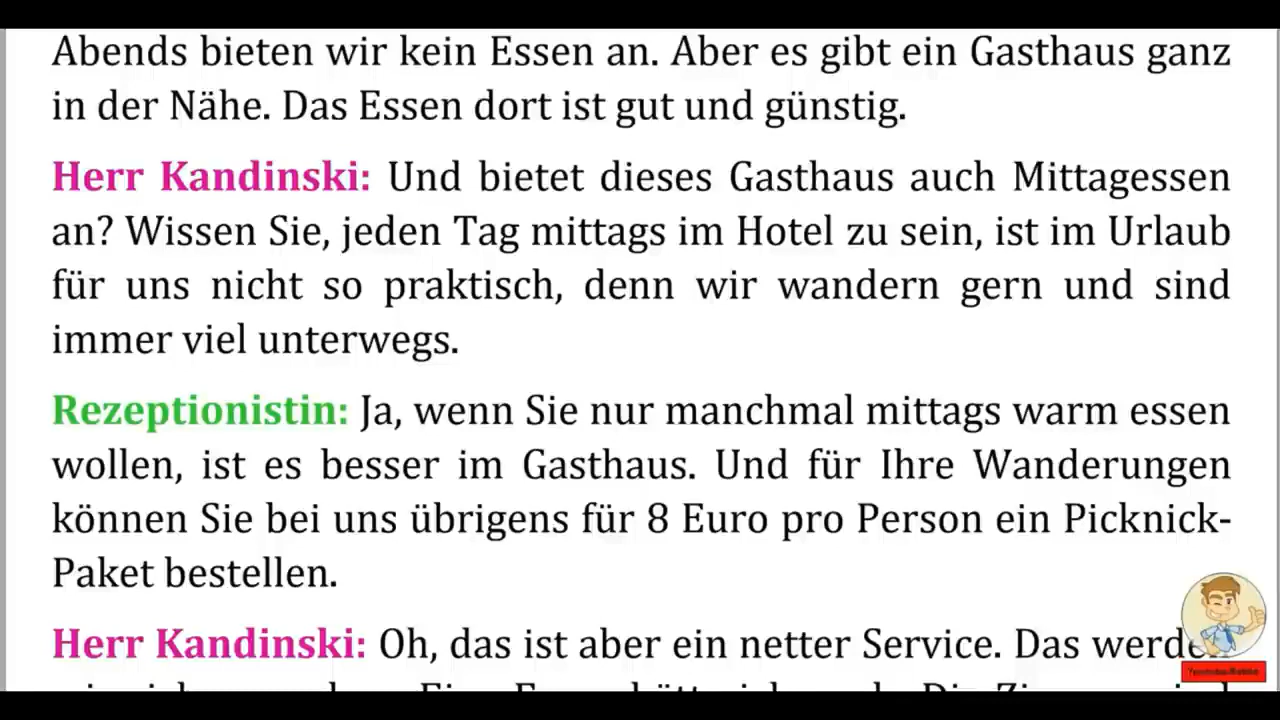 Abends bieten wir kein Essen an. Aber es gibt ein Gasthaus ganz
in der Nähe. Das Essen dort ist gut und günstig.
Herr Kandinski: Und bietet dieses Gasthaus auch Mittagessen
an? Wissen Sie, jeden Tag mittags im Hotel zu sein, ist im Urlaub
für uns nicht so praktisch, denn wir wandern gern und sind
immer viel unterwegs.
Rezeptionistin: Ja, wenn Sie nur manchmal mittags warm essen
wollen, ist es besser im Gasthaus. Und für Ihre Wanderungen
können Sie bei uns übrigens für 8 Euro pro Person ein Picknick-
Paket bestellen.
Herr Kandinski: Oh, das ist aber ein netter Service. Das werden